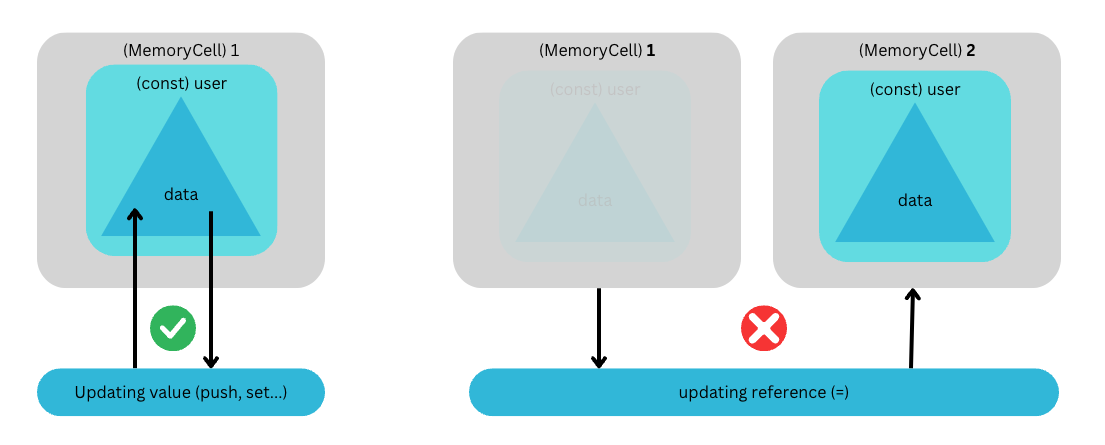 (MemoryCell) 1
(const) user
data
Updating value (push, set...)
(MemoryCell) 1
(const) user
data
(MemoryCell) 2
(const) user
data
updating reference (=)